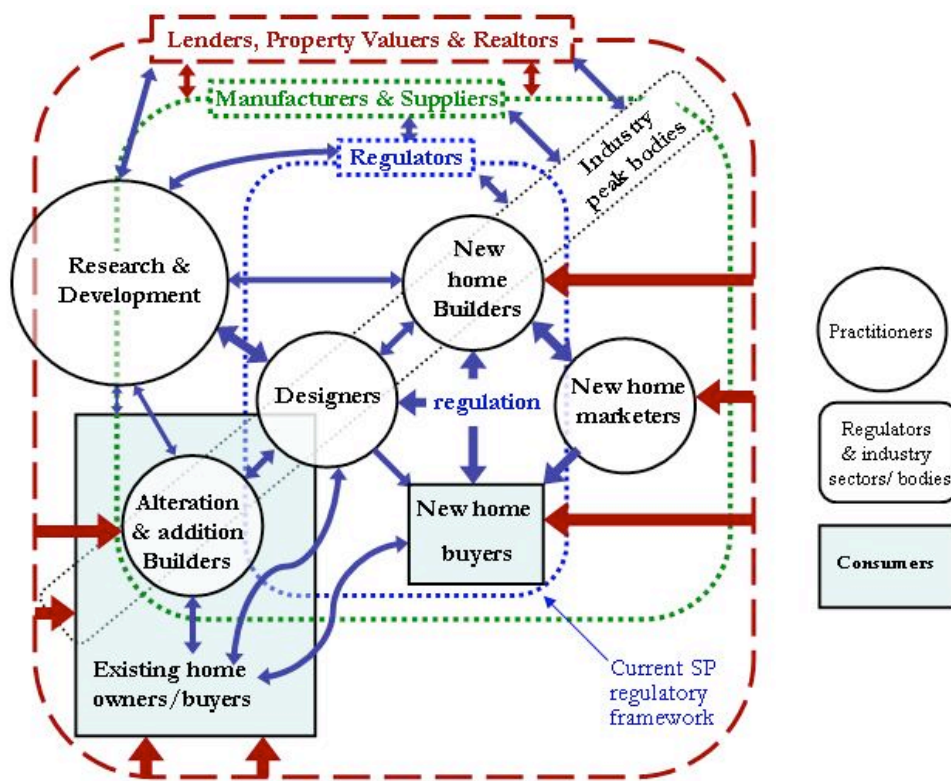 Lenders, Property Valuers & Realtors
Manufacturers & Suppliers
Regulators
Industry
peak bodies
Research &
Development
New
home
Builders
Designers
regulation
New home
marketers
Alteration
& addition
Builders
New home
buyers
Existing home
owners/buyers
Current SP
regulatory
framework
Practitioners
Regulators
& industry
sectors/ bodies
Consumers